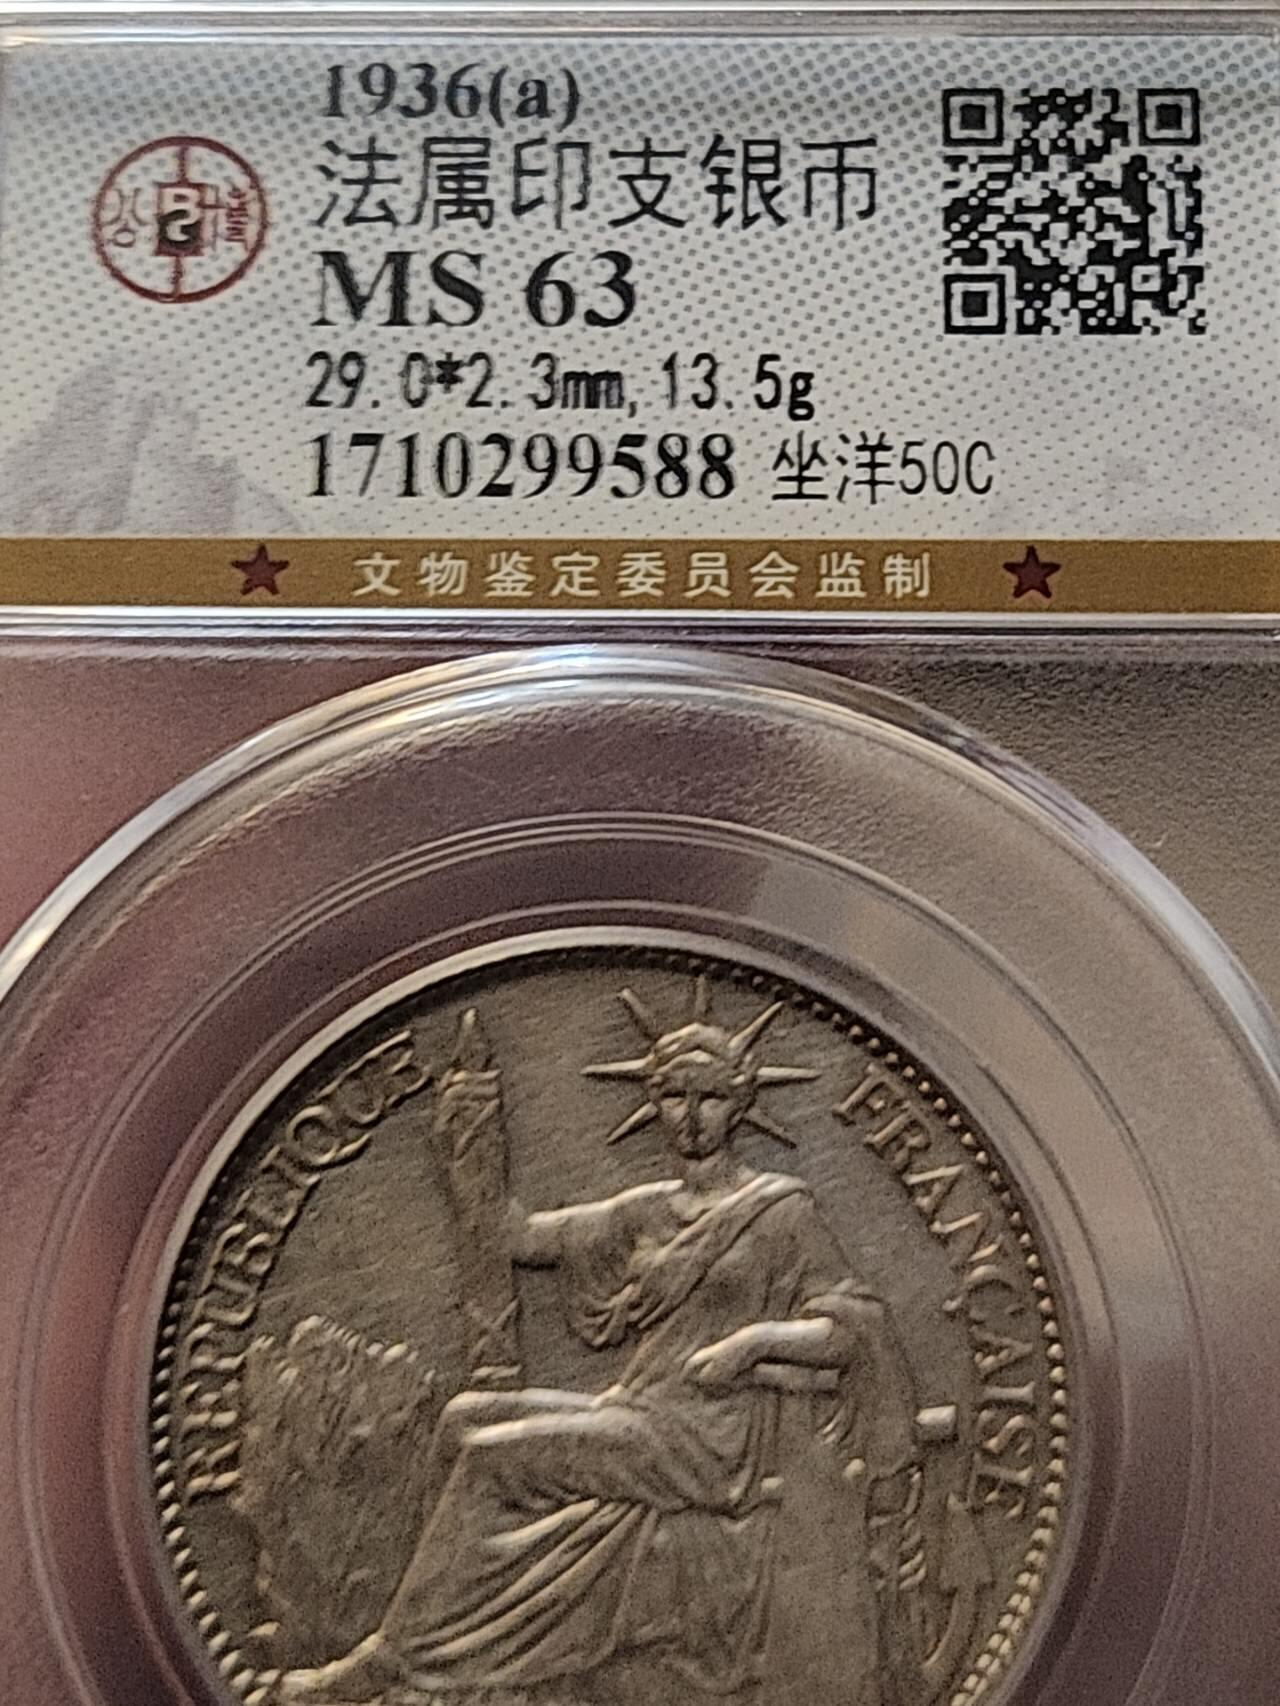 1936(a)
法属印支银币
MS 63
29.0*2.3mm,13.5g
1710299588 坐洋50C
★ 文物鉴定委员会监制 ★
REPUBLIQUE FRANÇAISE